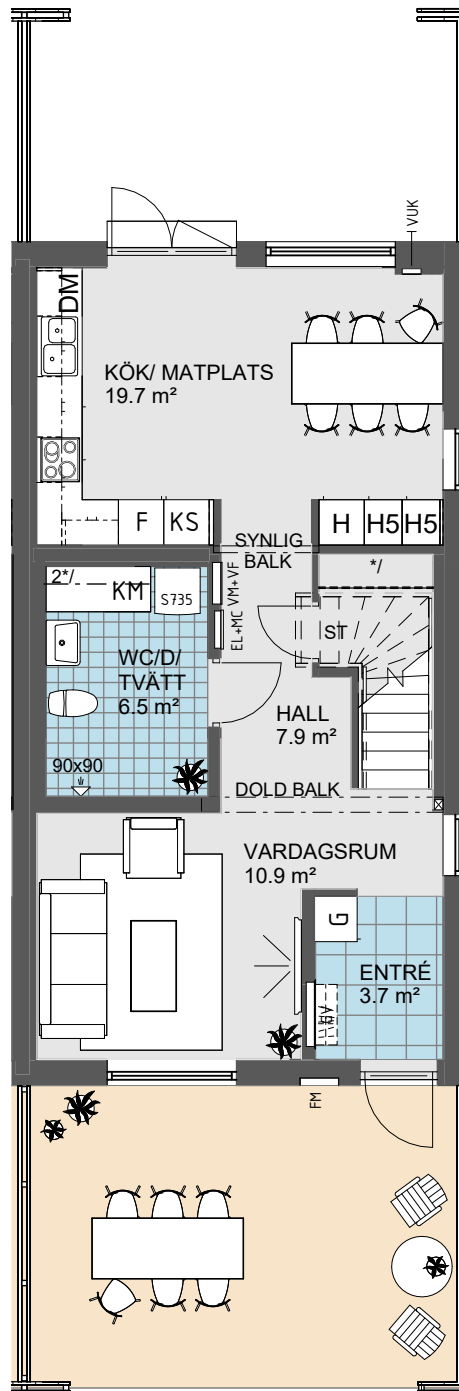 VUK
DM
KÖK/ MATPLATS
19.7 m²
F
KS
H
H5
H5
SYNLIG
BALK
2*/
KM
S735
EL+MC
VM+VF
*/
ST
WC/D/
TVÄTT
6.5 m²
HALL
7.9 m²
90x90
DOLD BALK
VARDAGSRUM
10.9 m²
G
ENTRÉ
3.7 m²
FM